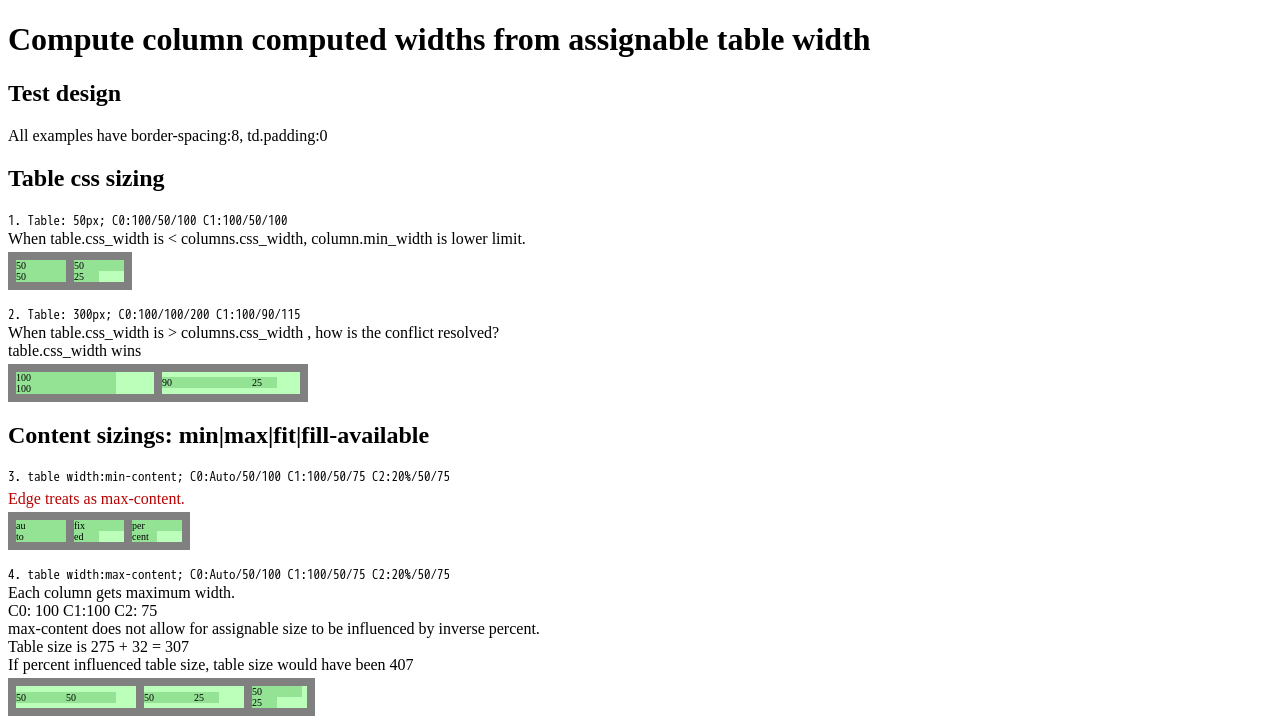 Compute column computed widths from assignable table width
Test design
All examples have border-spacing:8, td.padding:0
Table css sizing
1. Table: 50px; C0:100/50/100 C1:100/50/100
When table.css_width is < columns.css_width, column.min_width is lower limit.
50 50
50 25
2. Table: 300px; C0:100/100/200 C1:100/90/115
When table.css_width is > columns.css_width , how is the conflict resolved?
table.css_width wins
100
90 25
100
Content sizings: min|max|fit|fill-available
3. table width:min-content; C0:Auto/50/100 C1:100/50/75 C2:20%/50/75
Edge treats as max-content.
au fix per
to ed cent
4. table width:max-content; C0:Auto/50/100 C1:100/50/75 C2:20%/50/75
Each column gets maximum width.
C0: 100 C1:100 C2: 75
max-content does not allow for assignable size to be influenced by inverse percent.
Table size is 275 + 32 = 307
If percent influenced table size, table size would have been 407
50 50 50 25 50
25